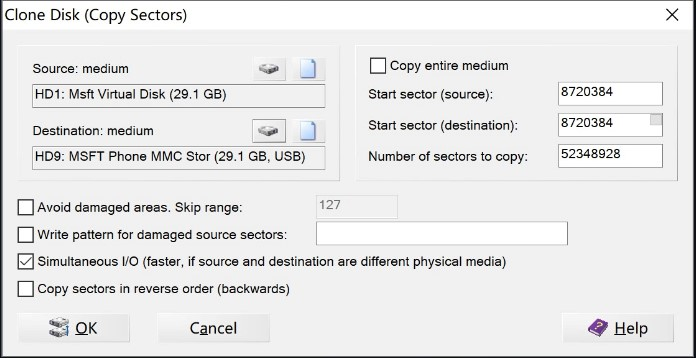 Clone Disk (Copy Sectors)
Source: medium
HD1: Msft Virtual Disk (29.1 GB)
Destination: medium
HD9: MSFT Phone MMC Stor (29.1 GB, USB)
Copy entire medium
Start sector (source): 8720384
Start sector (destination): 8720384
Number of sectors to copy: 52348928
Avoid damaged areas. Skip range: 127
Write pattern for damaged source sectors:
Simultaneous I/O (faster, if source and destination are different physical media)
Copy sectors in reverse order (backwards)
OK
Cancel
Help